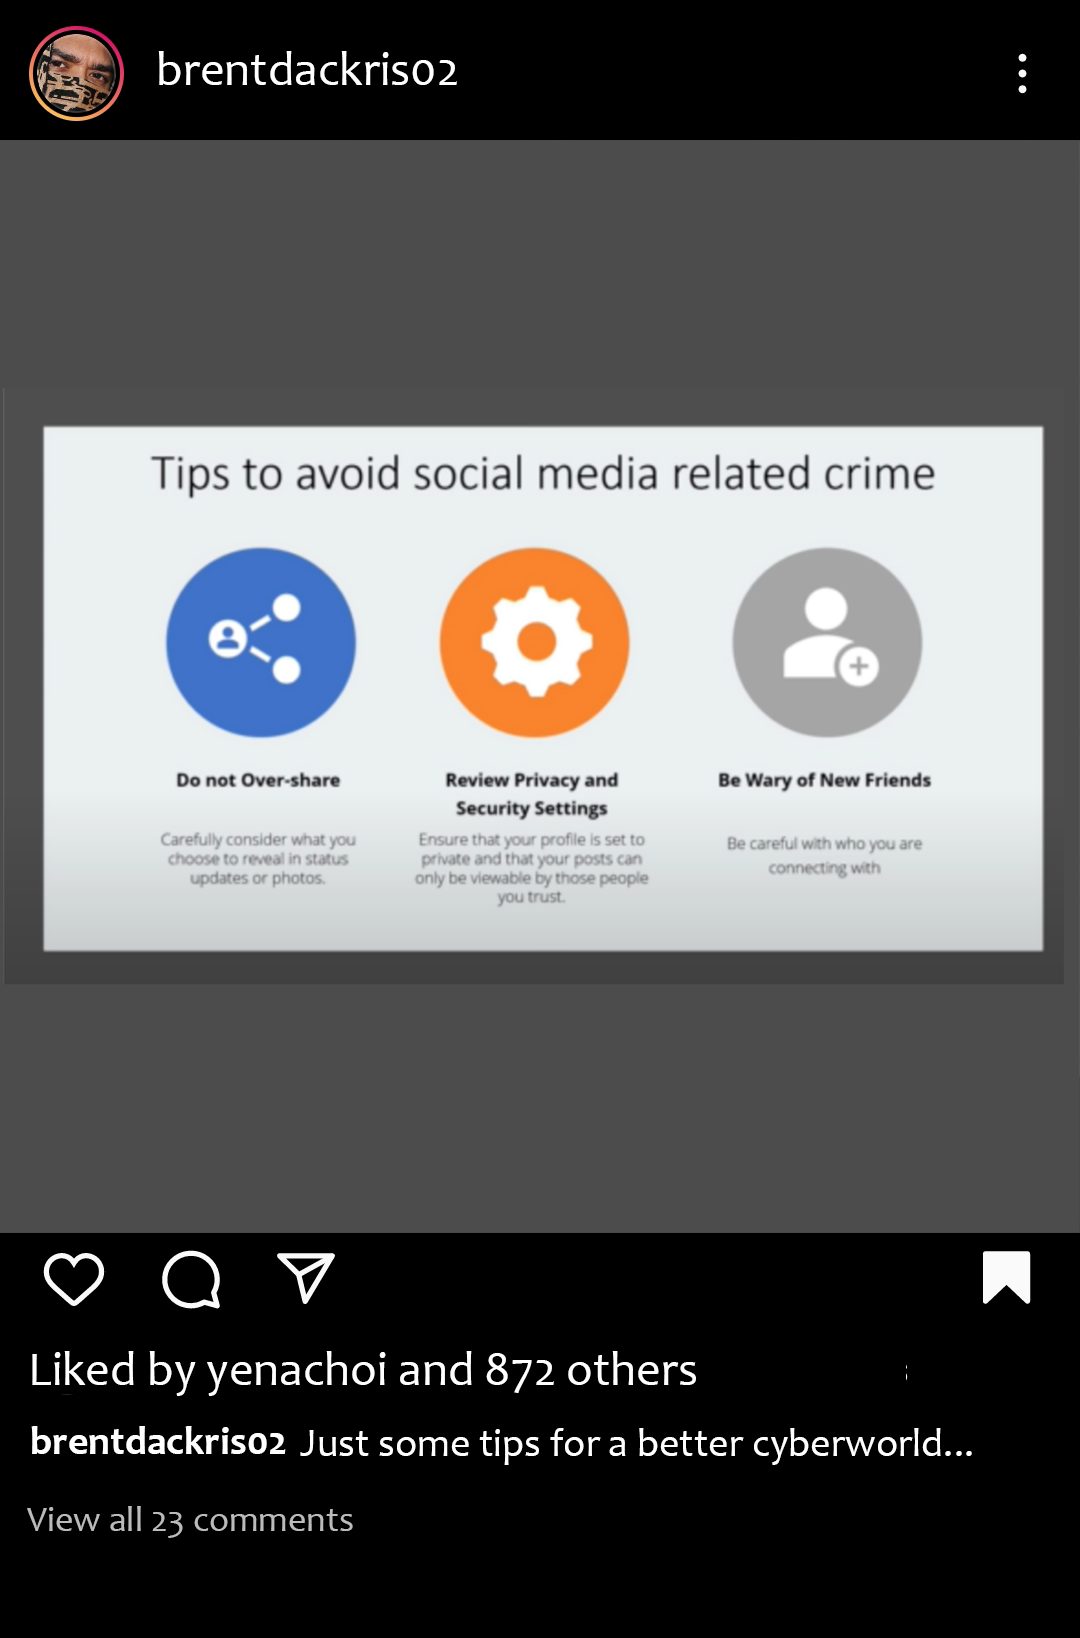 brentdackris02
Tips to avoid social media related crime
Do not Over-share
Carefully consider what you
choose to reveal in status
updates or photos.
Review Privacy and
Security Settings
Ensure that your profile is set to
private and that your posts can
only be viewable by those people
you trust.
Be Wary of New Friends
Be careful with who you are
connecting with
Liked by yenachoi and 872 others
brentdackris02 Just some tips for a better cyberworld...
View all 23 comments